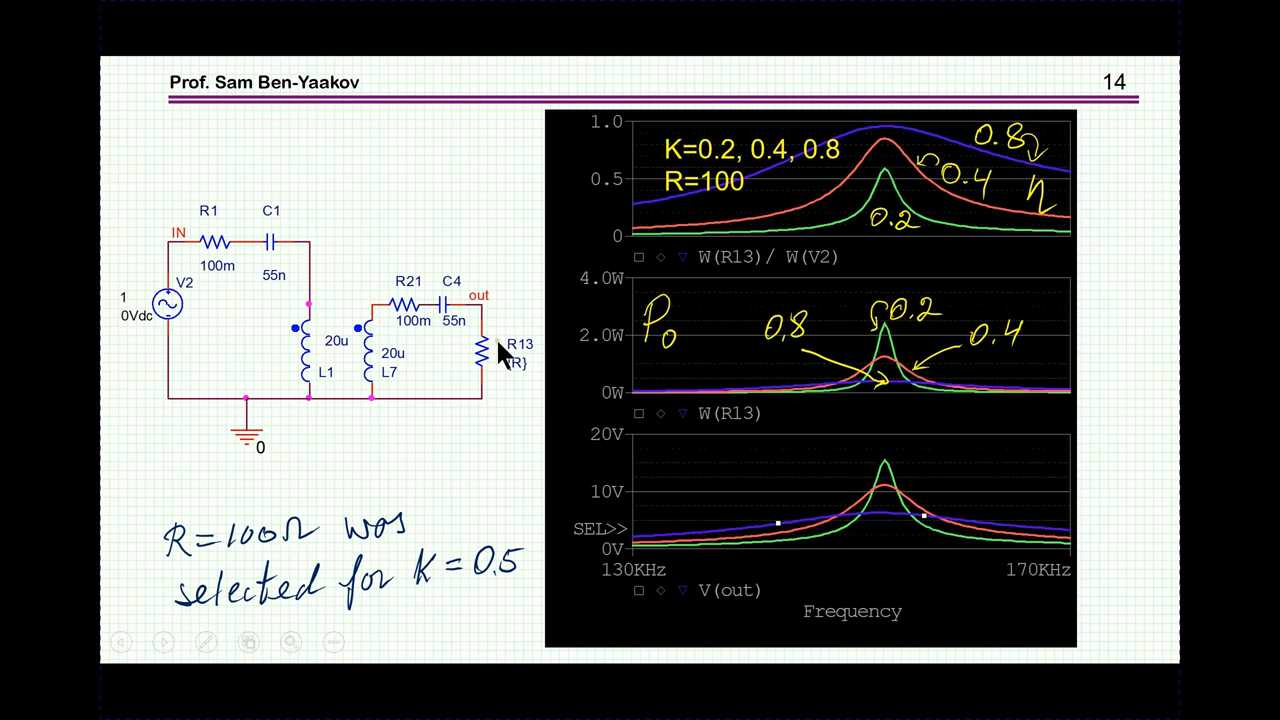 Prof. Sam Ben-Yaakov
14
R1
C1
IN
100m
55n
V2
1
0Vdc
R21
C4
out
100m
55n
20u
20u
L1
L7
R13
R}
0
R=100Ω was
selected for K=0.5
1.0
0.5
0
K=0.2, 0.4, 0.8
R=100
0.8
0.4
η
0.2
W(R13)/ W(V2)
4.0W
2.0W
0W
Po
0.8
0.2
0.4
W(R13)
20V
10V
SEL>>
0V
130KHz
170KHz
V(out)
Frequency